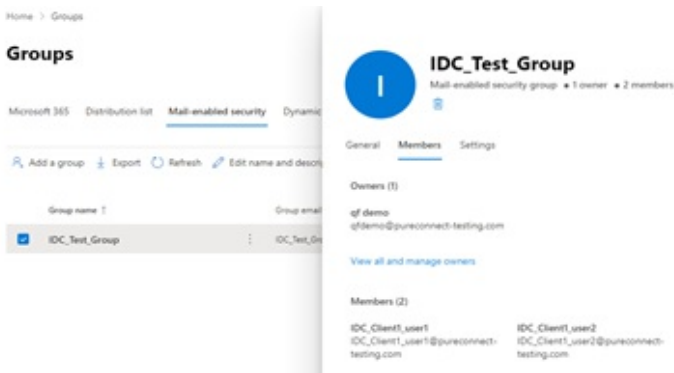 Home > Groups
Groups
Microsoft 365 Distribution list Mail-enabled security Dynamic
Add a group Export Refresh Edit name and descrip
Group name ↑ Group email
IDC_Test_Group IDC_Test_Gro
I
IDC_Test_Group
Mail-enabled security group • 1 owner • 2 members
General Members Settings
Owners (1)
qf demo
qfdemo@pureconnect-testing.com
View all and manage owners
Members (2)
IDC_Client1_user1
IDC_Client1_user1@pureconnect-
testing.com
IDC_Client1_user2
IDC_Client1_user2@pureconnect-
testing.com